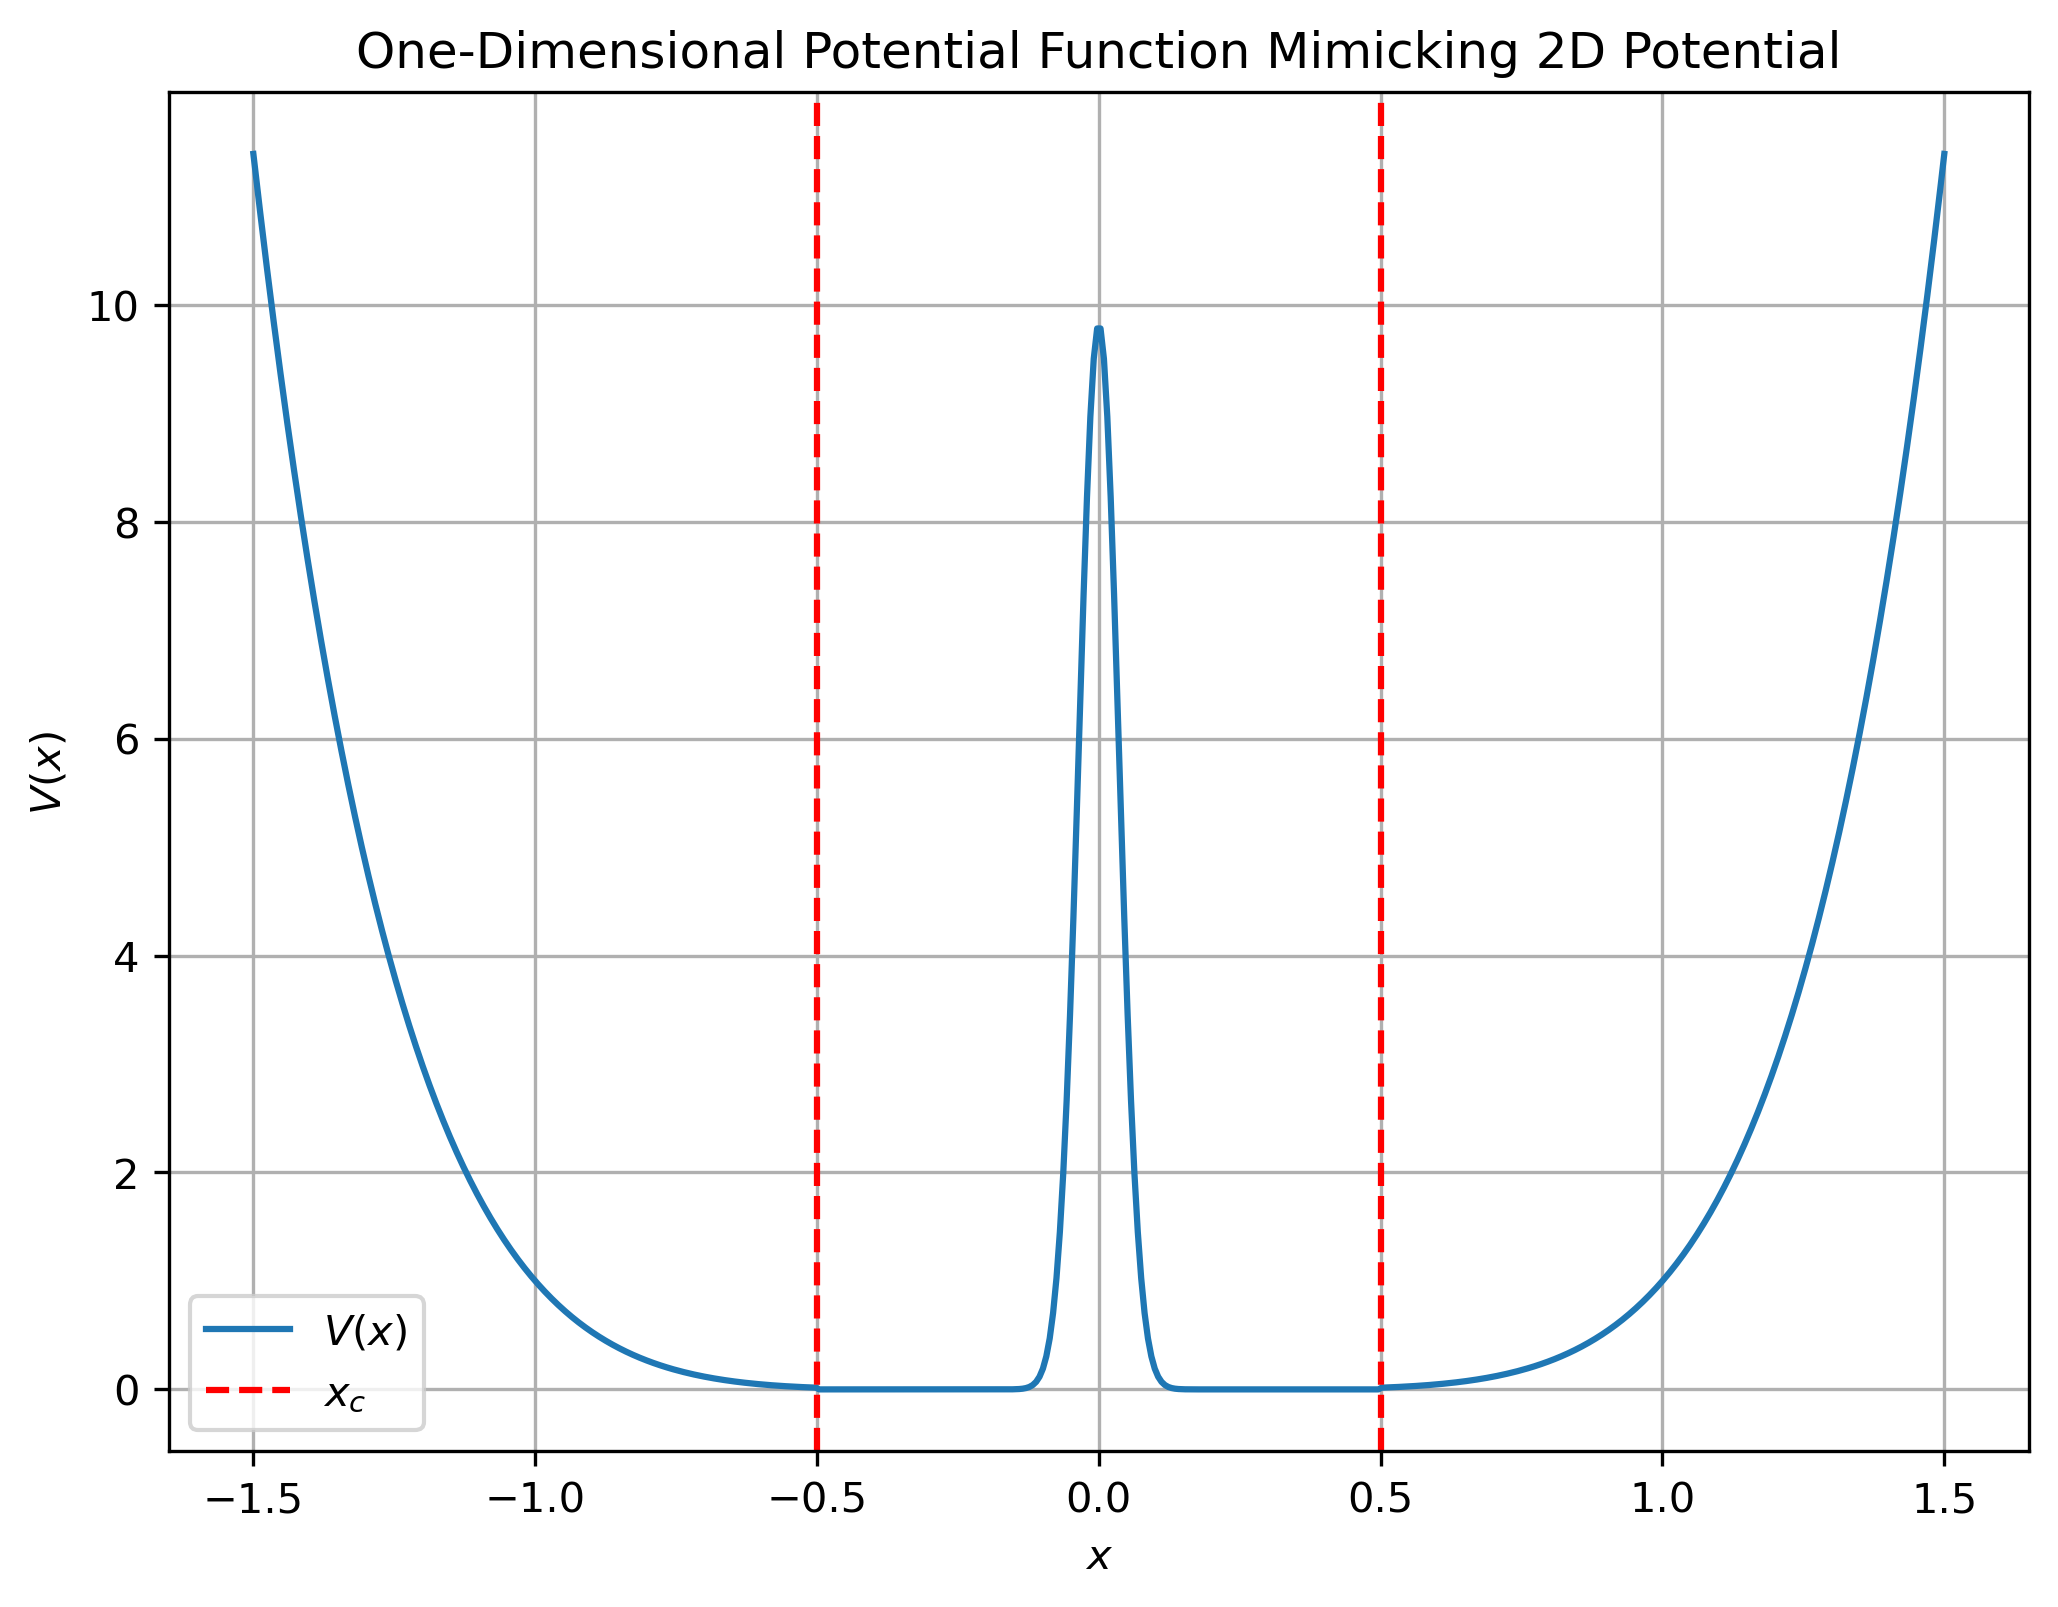 One-Dimensional Potential Function Mimicking 2D Potential
10
8
6
4
2
0
V(x)
V(x)
x_c
−1.5 −1.0 −0.5 0.0 0.5 1.0 1.5
x